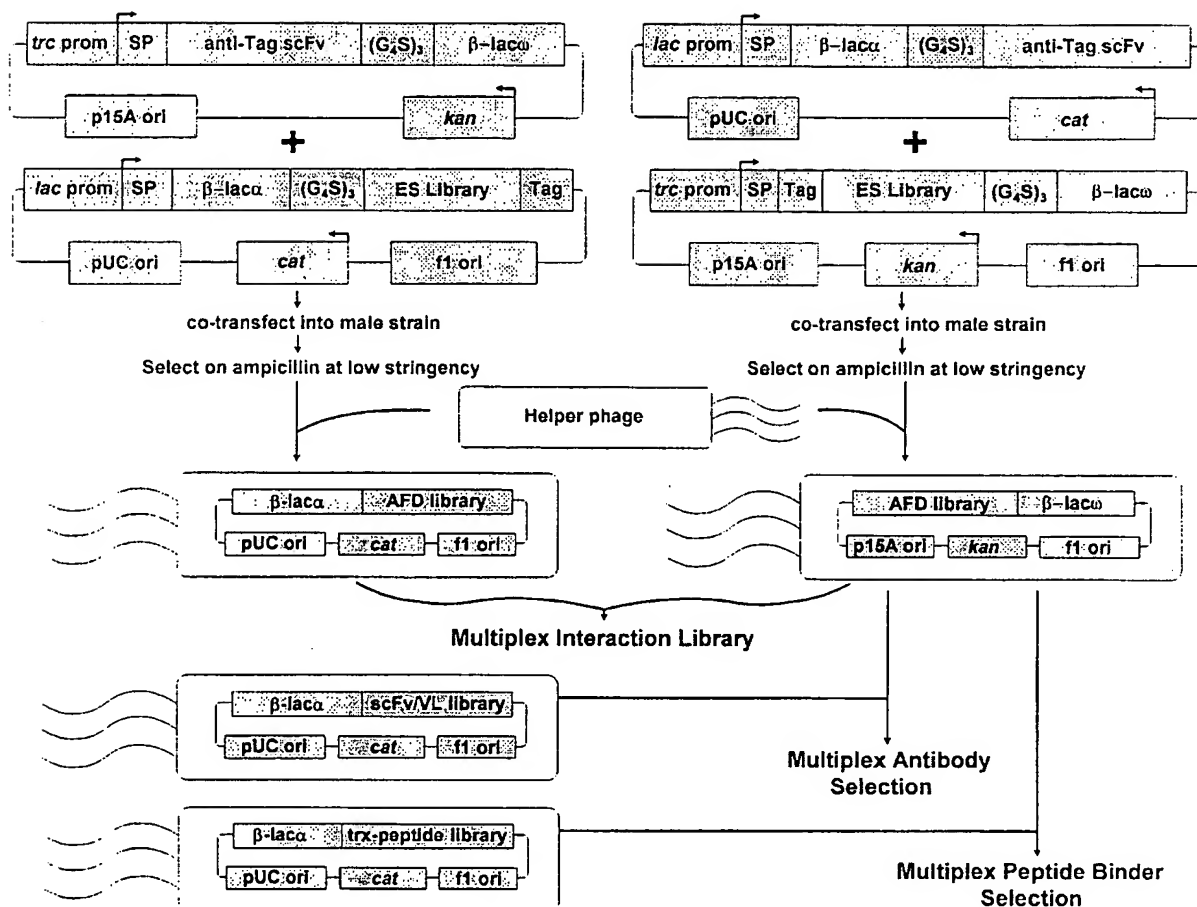 trc prom SP anti-Tag scFv (G₄S)₃ β–lacω
p15A ori kan
+
lac prom SP β–lacα (G₄S)₃ ES Library Tag
pUC ori cat f1 ori
co-transfect into male strain
Select on ampicillin at low stringency
lac prom SP β–lacα (G₄S)₃ anti-Tag scFv
pUC ori cat
+
trc prom SP Tag ES Library (G₄S)₃ β–lacω
p15A ori kan f1 ori
co-transfect into male strain
Select on ampicillin at low stringency
Helper phage
β-lacα AFD library
pUC ori cat f1 ori
AFD library β–lacω
p15A ori kan f1 ori
Multiplex Interaction Library
β-lacα scFv/VL library
pUC ori cat f1 ori
Multiplex Antibody
Selection
β-lacα trx-peptide library
pUC ori cat f1 ori
Multiplex Peptide Binder
Selection